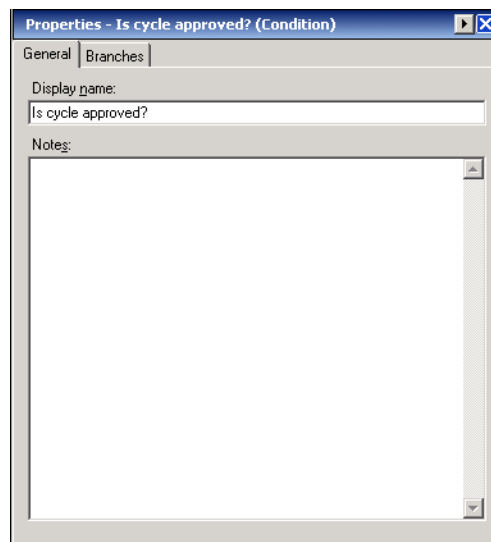 Properties - Is cycle approved? (Condition)
General Branches
Display name:
Is cycle approved?
Notes: